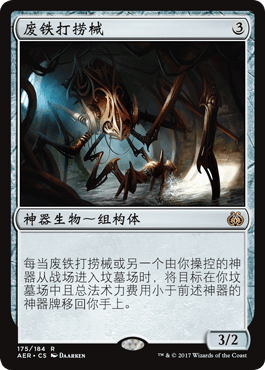 废铁打捞械 3
神器生物～组构体
每当废铁打捞械或另一个由你操控的神
器从战场进入坟墓场时，将目标在你坟
墓场中且总法术力费用小于前述神器的
神器牌移回你手上。
3/2
175/184 R
AER • CS DAARKEN
™ & © 2017 Wizards of the Coast